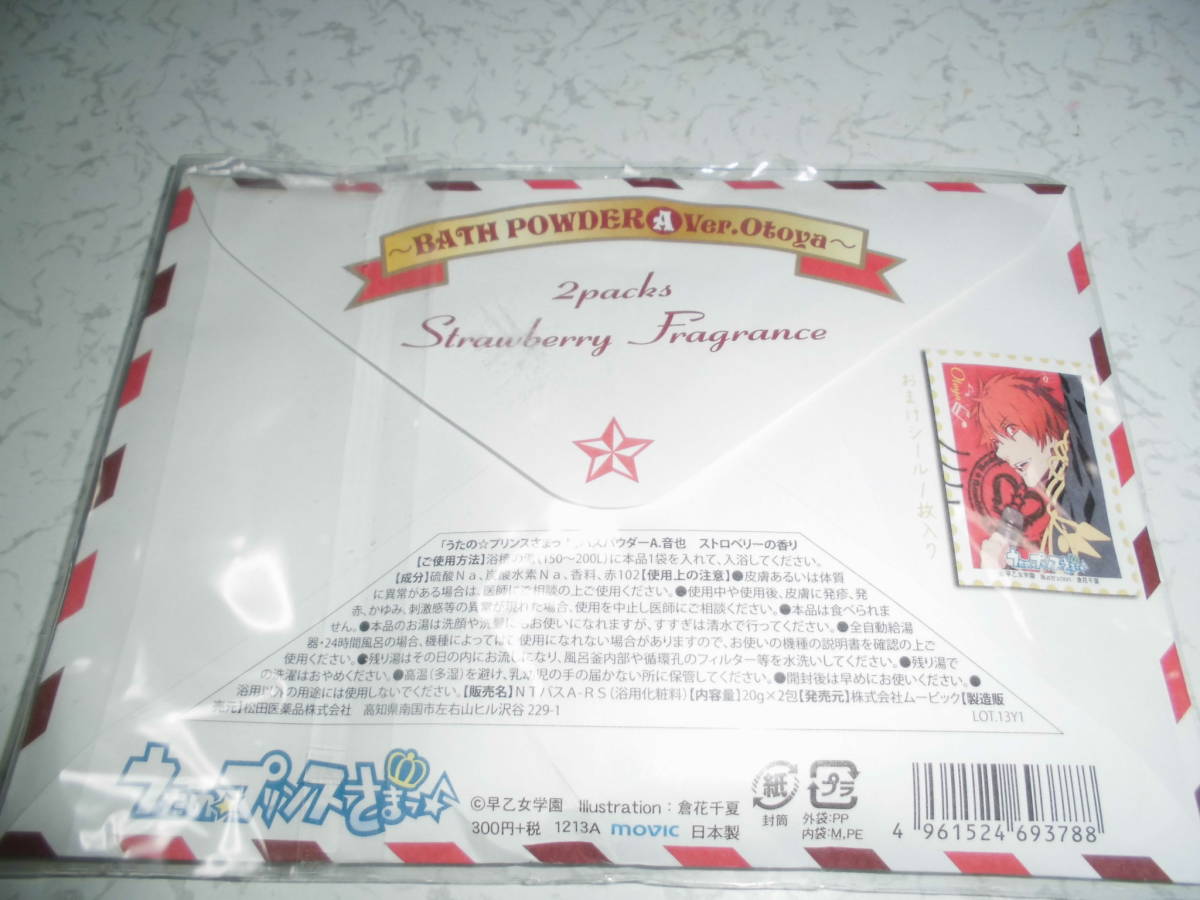 ～BATH POWDER A Ver.Otoya～
2packs
Strawberry Fragrance
Otoya
おまけシール1枚入り
「うたの☆プリンスさまっ♪」バスパウダーA.音也　ストロベリーの香り
【ご使用方法】浴槽の湯(150～200L)に本品1袋を入れて、入浴してください。
【成分】硫酸Na、炭酸水素Na、香料、赤102【使用上の注意】●皮膚あるいは体質
に異常がある場合は、医師にご相談の上ご使用ください。●使用中や使用後、皮膚に発疹、発
赤、かゆみ、刺激感等の異常が現れた場合、使用を中止し医師にご相談ください。●本品は食べられま
せん。●本品のお湯は洗顔や洗髪にもお使いになれますが、すすぎは清水で行ってください。●全自動給湯
器・24時間風呂の場合、機種によってはご使用になれない場合がありますので、お使いの機種の説明書を確認の上ご
使用ください。●残り湯はその日の内にお流しになり、風呂釜内部や循環孔のフィルター等を水洗いしてください。●残り湯で
の洗濯はおやめください。●高温(多湿)を避け、乳幼児の手の届かない所に保管してください。●開封後は早めにお使いください。●
浴用以外の用途には使用しないでください。【販売名】NTバスA-RS(浴用化粧料)【内容量】20g×2包【発売元】株式会社ムービック【製造販
売元】松田医薬品株式会社　高知県南国市左右山ヒル沢谷 229-1
LOT.13Y1
うたの☆プリンスさまっ♪
©早乙女学園　Illustration：倉花千夏
300円+税　1213A　movic　日本製
紙
封筒
プラ
外袋:PP
内袋:M,PE
4 961524 693788